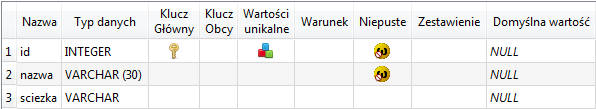 Nazwa Typ danych Klucz Główny Klucz Obcy Wartości unikalne Warunek Niepuste Zestawienie Domyślna wartość
1 id INTEGER NULL
2 nazwa VARCHAR (30) NULL
3 sciezka VARCHAR NULL